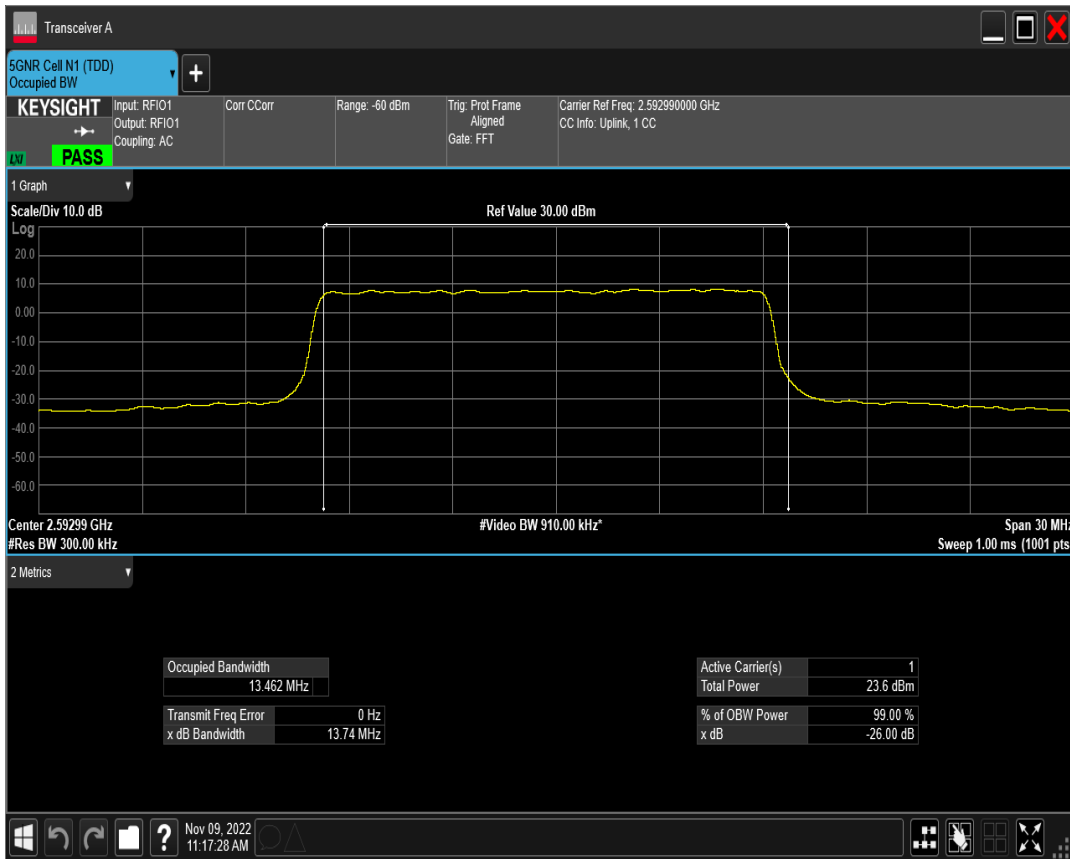 Transceiver A
5GNR Cell N1 (TDD)
Occupied BW
+
KEYSIGHT
LXI
PASS
Input: RFIO1
Output: RFIO1
Coupling: AC
Corr CCorr
Range: -60 dBm
Trig: Prot Frame
Aligned
Gate: FFT
Carrier Ref Freq: 2.592990000 GHz
CC Info: Uplink, 1 CC
1 Graph
Scale/Div 10.0 dB
Ref Value 30.00 dBm
Log
20.0
10.0
0.00
-10.0
-20.0
-30.0
-40.0
-50.0
-60.0
Center 2.59299 GHz
#Video BW 910.00 kHz*
Span 30 MHz
#Res BW 300.00 kHz
Sweep 1.00 ms (1001 pts
2 Metrics
Occupied Bandwidth
13.462 MHz
Transmit Freq Error 0 Hz
x dB Bandwidth 13.74 MHz
Active Carrier(s) 1
Total Power 23.6 dBm
% of OBW Power 99.00 %
x dB -26.00 dB
?
Nov 09, 2022
11:17:28 AM